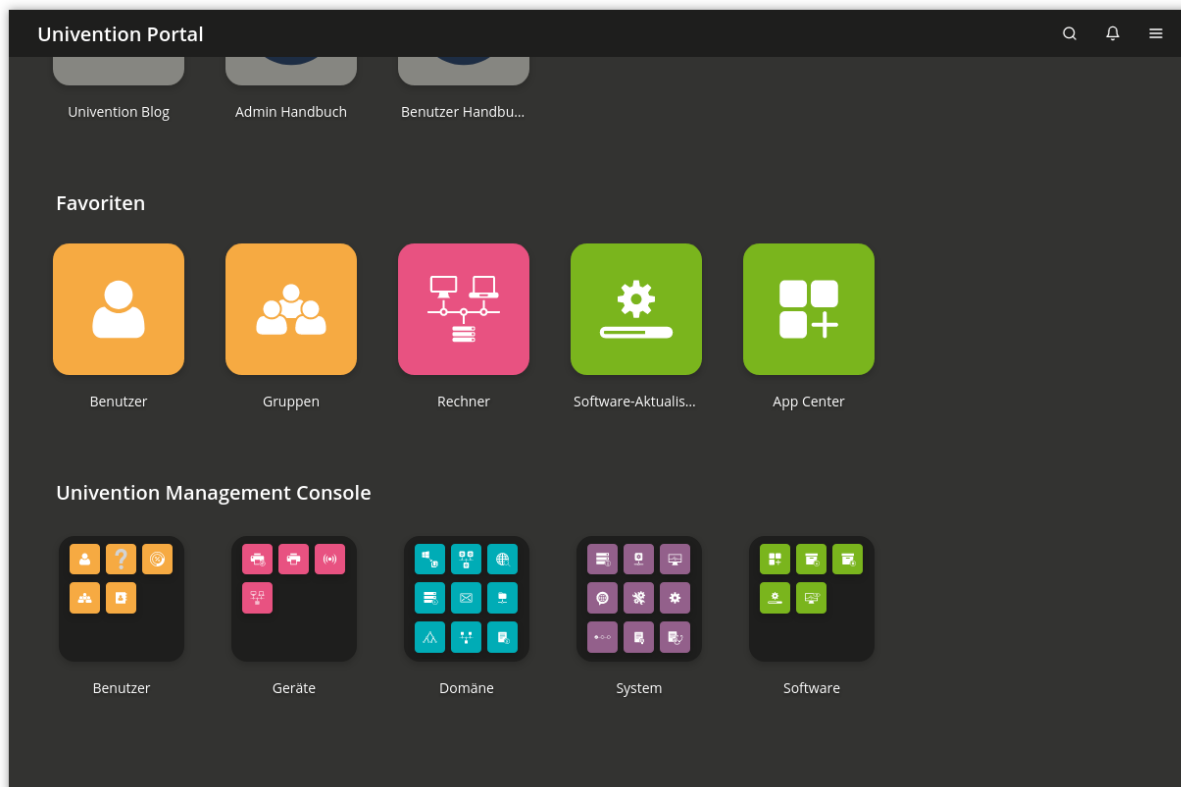 Univention Portal
Univention Blog
Admin Handbuch
Benutzer Handbu...
Favoriten
Benutzer
Gruppen
Rechner
Software-Aktualis...
App Center
Univention Management Console
Benutzer
Geräte
Domäne
System
Software